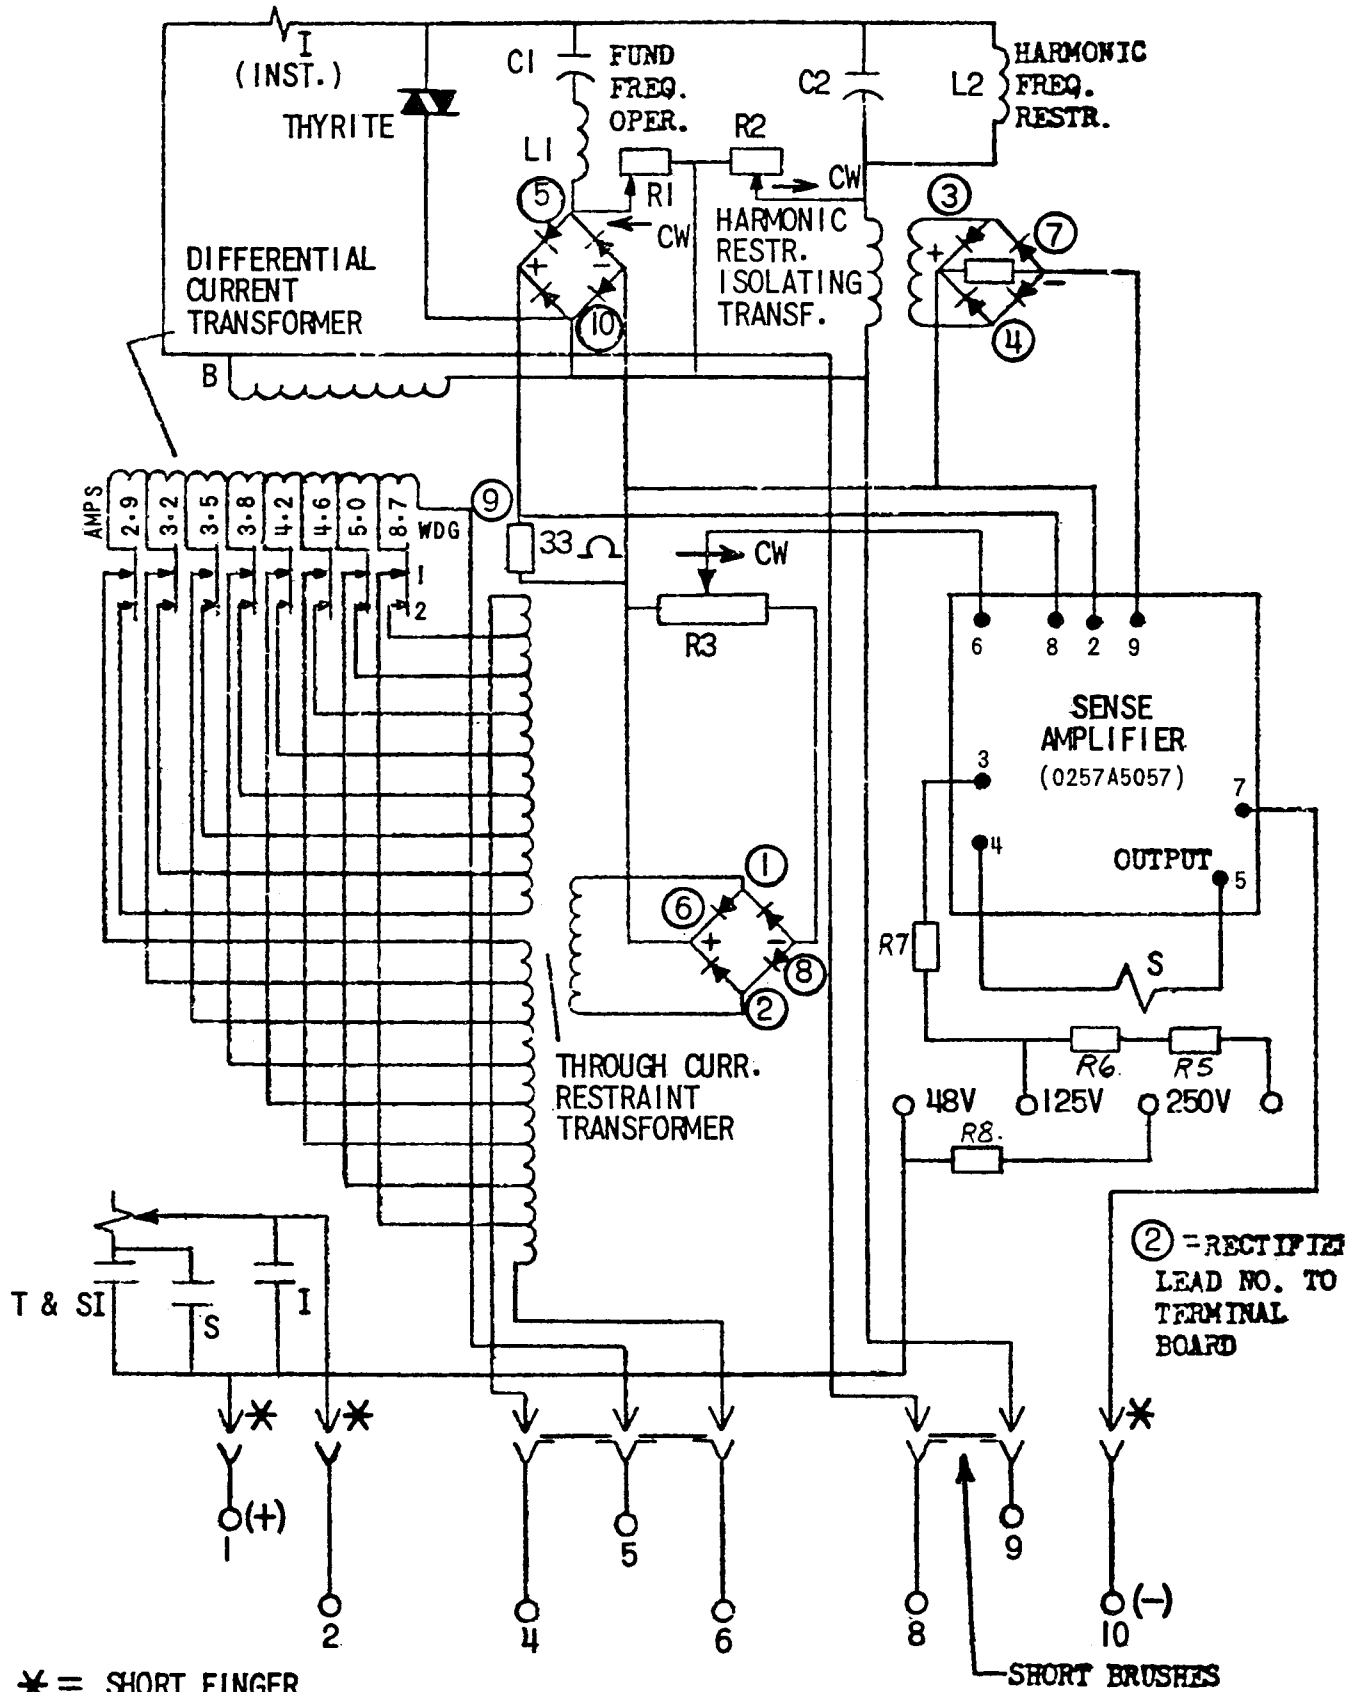 I
(INST.)
THYRITE
C1
FUND
FREQ.
OPER.
L1
R1
CW
R2
CW
C2
L2
HARMONIC
FREQ.
RESTR.
HARMONIC
RESTR.
ISOLATING
TRANSF.
5
+
-
10
3
7
+
-
4
DIFFERENTIAL
CURRENT
TRANSFORMER
B
AMPS
2.9
3.2
3.5
3.8
4.2
4.6
5.0
8.7
WDG
1
2
9
33 Ω
CW
R3
6
8
2
9
SENSE
AMPLIFIER
(0257A5057)
3
4
7
OUTPUT
5
1
6
+
-
8
2
R7
S
R6.
R5
48V
125V
250V
R8.
THROUGH CURR.
RESTRAINT
TRANSFORMER
T & SI
S
I
2 =RECTIFIER
LEAD NO. TO
TERMINAL
BOARD
*
*
*
(+)
1
2
4
5
6
8
9
10
(-)
SHORT BRUSHES
* = SHORT FINGER